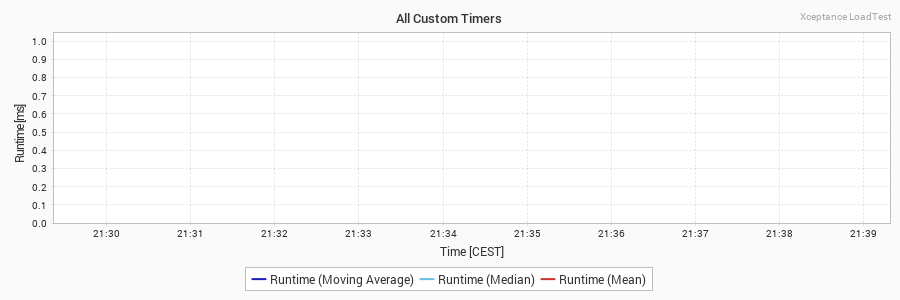 All Custom Timers
Xceptance LoadTest
1.0
0.9
0.8
0.7
0.6
0.5
0.4
0.3
0.2
0.1
0.0
Runtime [ms]
21:30 21:31 21:32 21:33 21:34 21:35 21:36 21:37 21:38 21:39
Time [CEST]
Runtime (Moving Average) Runtime (Median) Runtime (Mean)